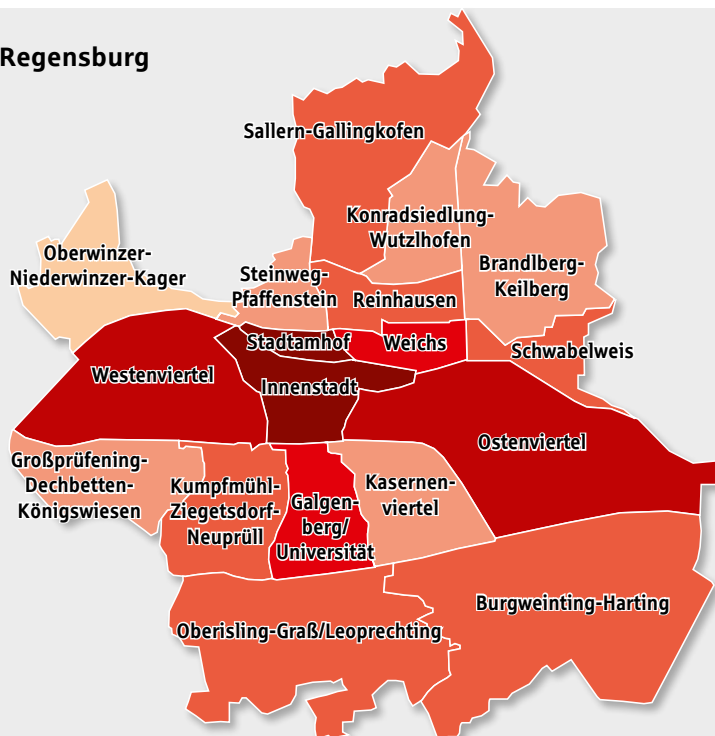 Regensburg
Sallern-Gallingkofen
Konradsiedlung-
Wutzlhofen
Oberwinzer-
Niederwinzer-Kager
Steinweg-
Pfaffenstein
Brandlberg-
Keilberg
Reinhausen
Stadtamhof
Weichs
Schwabelweis
Westenviertel
Innenstadt
Ostenviertel
Großprüfening-
Dechbetten-
Königswiesen
Kumpfmühl-
Ziegetsdorf-
Neuprüll
Galgen-
berg/
Universität
Kasernen-
viertel
Burgweinting-Harting
Oberisling-Graß/Leoprechting